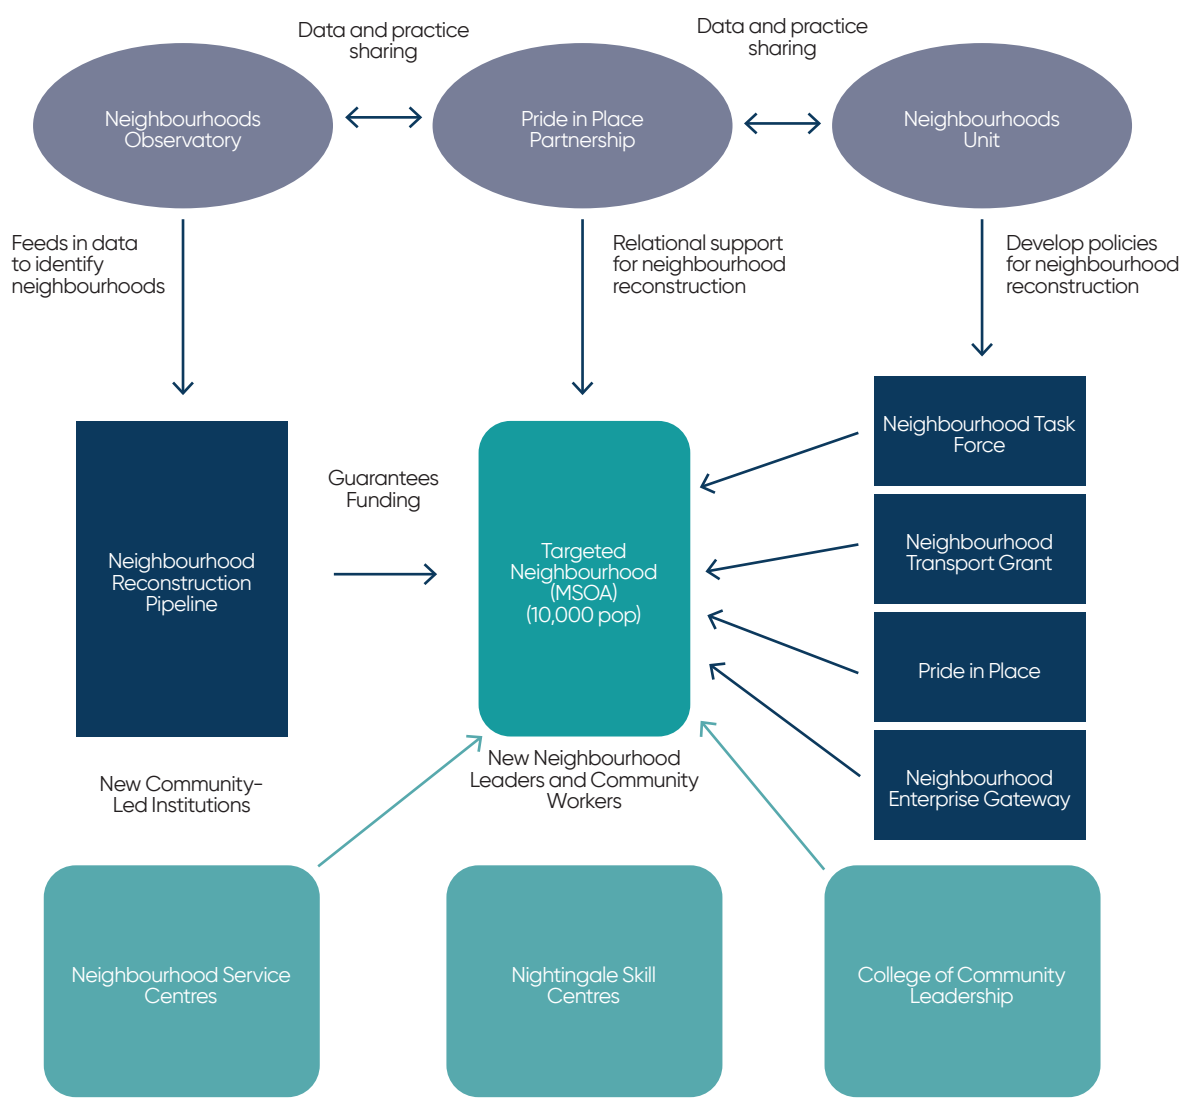 Data and practice
sharing
Data and practice
sharing
Neighbourhoods
Observatory
Pride in Place
Partnership
Neighbourhoods
Unit
Feeds in data
to identify
neighbourhoods
Relational support
for neighbourhood
reconstruction
Develop policies
for neighbourhood
reconstruction
Neighbourhood
Reconstruction
Pipeline
Guarantees
Funding
Targeted
Neighbourhood
(MSOA)
(10,000 pop)
Neighbourhood Task
Force
Neighbourhood
Transport Grant
Pride in Place
Neighbourhood
Enterprise Gateway
New Community-
Led Institutions
New Neighbourhood
Leaders and Community
Workers
Neighbourhood Service
Centres
Nightingale Skill
Centres
College of Community
Leadership